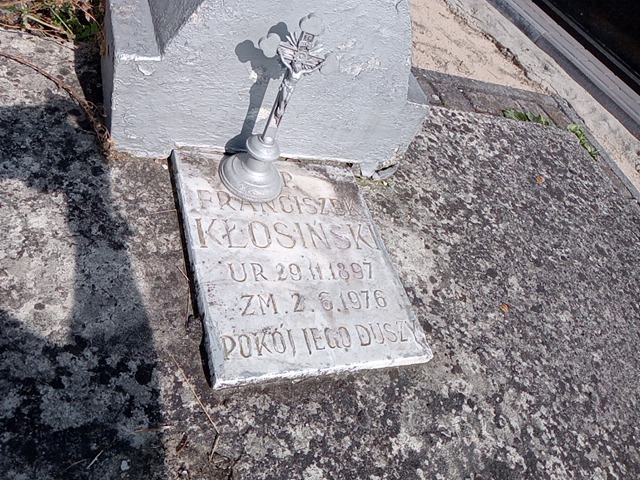 P.
FRANCISZEK
KŁOSIŃSKI
UR. 29.11.1897
ZM. 2. 6.1976
POKÓJ JEGO DUSZY